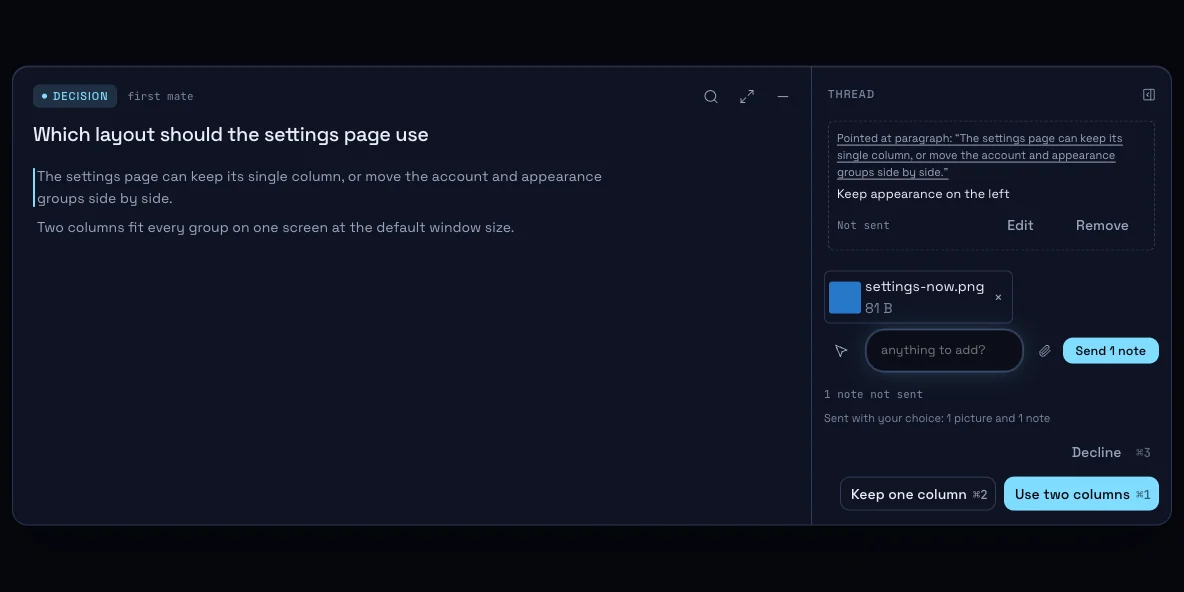 DECISION
first mate
Which layout should the settings page use
The settings page can keep its single column, or move the account and appearance
groups side by side.
Two columns fit every group on one screen at the default window size.
THREAD
Pointed at paragraph: "The settings page can keep its
single column, or move the account and appearance
groups side by side."
Keep appearance on the left
Not sent
Edit
Remove
settings-now.png
81 B
×
anything to add?
Send 1 note
1 note not sent
Sent with your choice: 1 picture and 1 note
Decline ⌘3
Keep one column ⌘2
Use two columns ⌘1